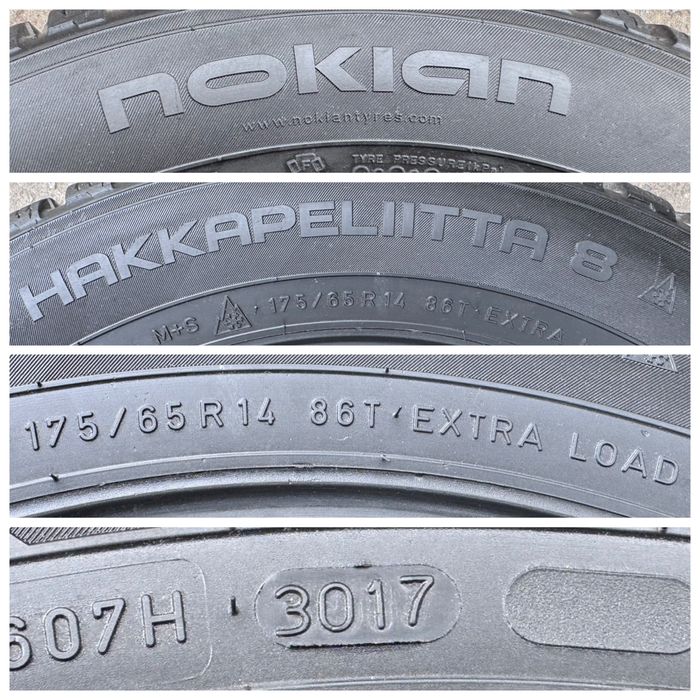 nokian
www.nokiantyres.com
TYRE PRESSURE(kPa)
HAKKAPELIITTA 8
M+S 175/65 R 14 86T EXTRA
175/65 R 14 86T EXTRA LOAD
607H 3017